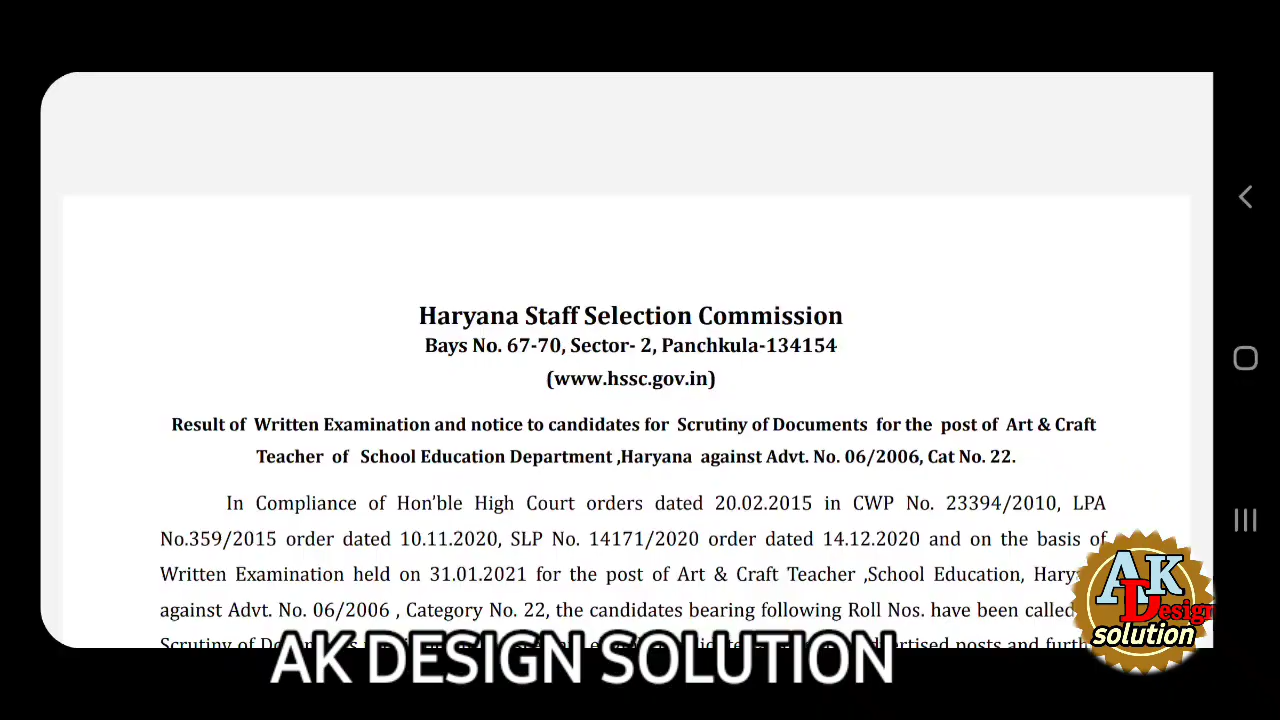 Haryana Staff Selection Commission
Bays No. 67-70, Sector- 2, Panchkula-134154
(www.hssc.gov.in)
Result of Written Examination and notice to candidates for Scrutiny of Documents for the post of Art & Craft
Teacher of School Education Department ,Haryana against Advt. No. 06/2006, Cat No. 22.
In Compliance of Hon'ble High Court orders dated 20.02.2015 in CWP No. 23394/2010, LPA
No.359/2015 order dated 10.11.2020, SLP No. 14171/2020 order dated 14.12.2020 and on the basis of
Written Examination held on 31.01.2021 for the post of Art & Craft Teacher ,School Education,
against Advt. No. 06/2006 , Category No. 22, the candidates bearing following Roll Nos. have been called
Scrutiny of posts and
AK DESIGN SOLUTION
AK
Design
solution